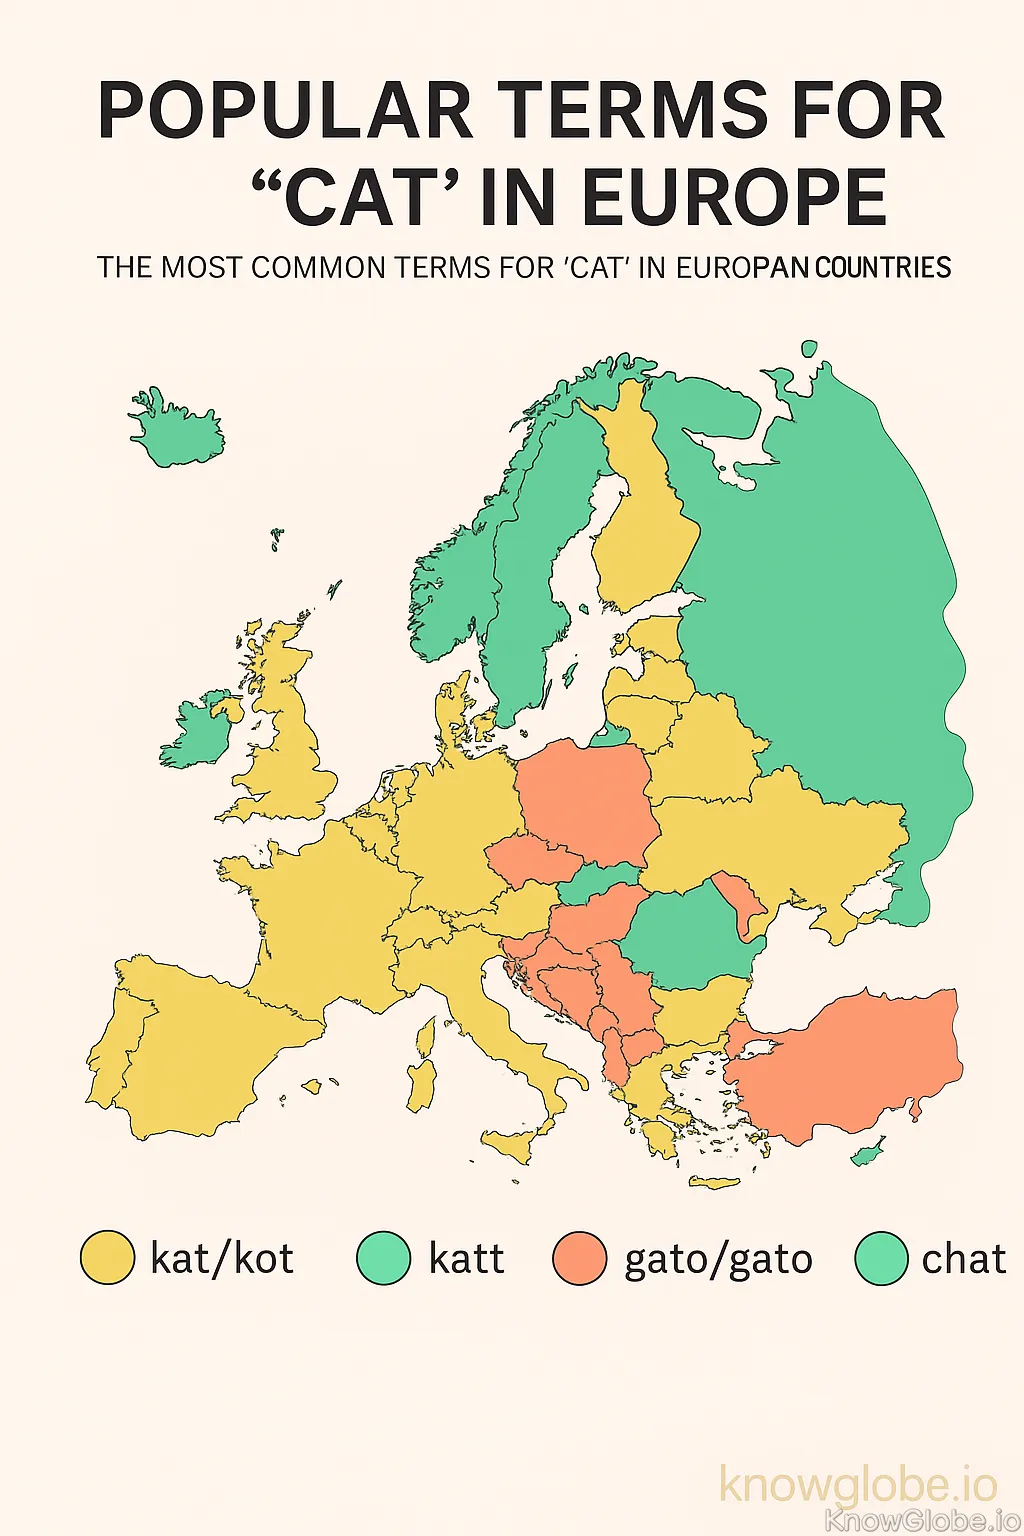 POPULAR TERMS FOR
“CAT’ IN EUROPE
THE MOST COMMON TERMS FOR ‘CAT’ IN EUROPAN COUNTRIES
kat/kot katt gato/gato chat
knowglobe.io
KnowGlobe.io